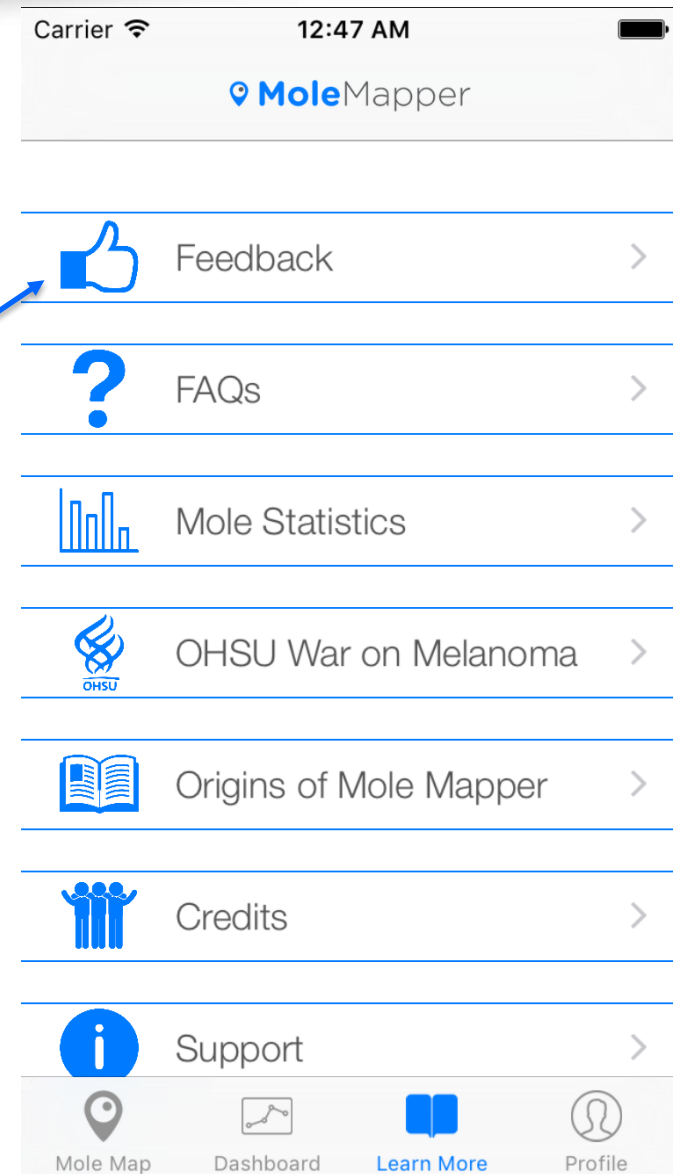 Carrier 12:47 AM
MoleMapper
Feedback
FAQs
Mole Statistics
OHSU
OHSU War on Melanoma
Origins of Mole Mapper
Credits
i Support
Mole Map Dashboard Learn More Profile